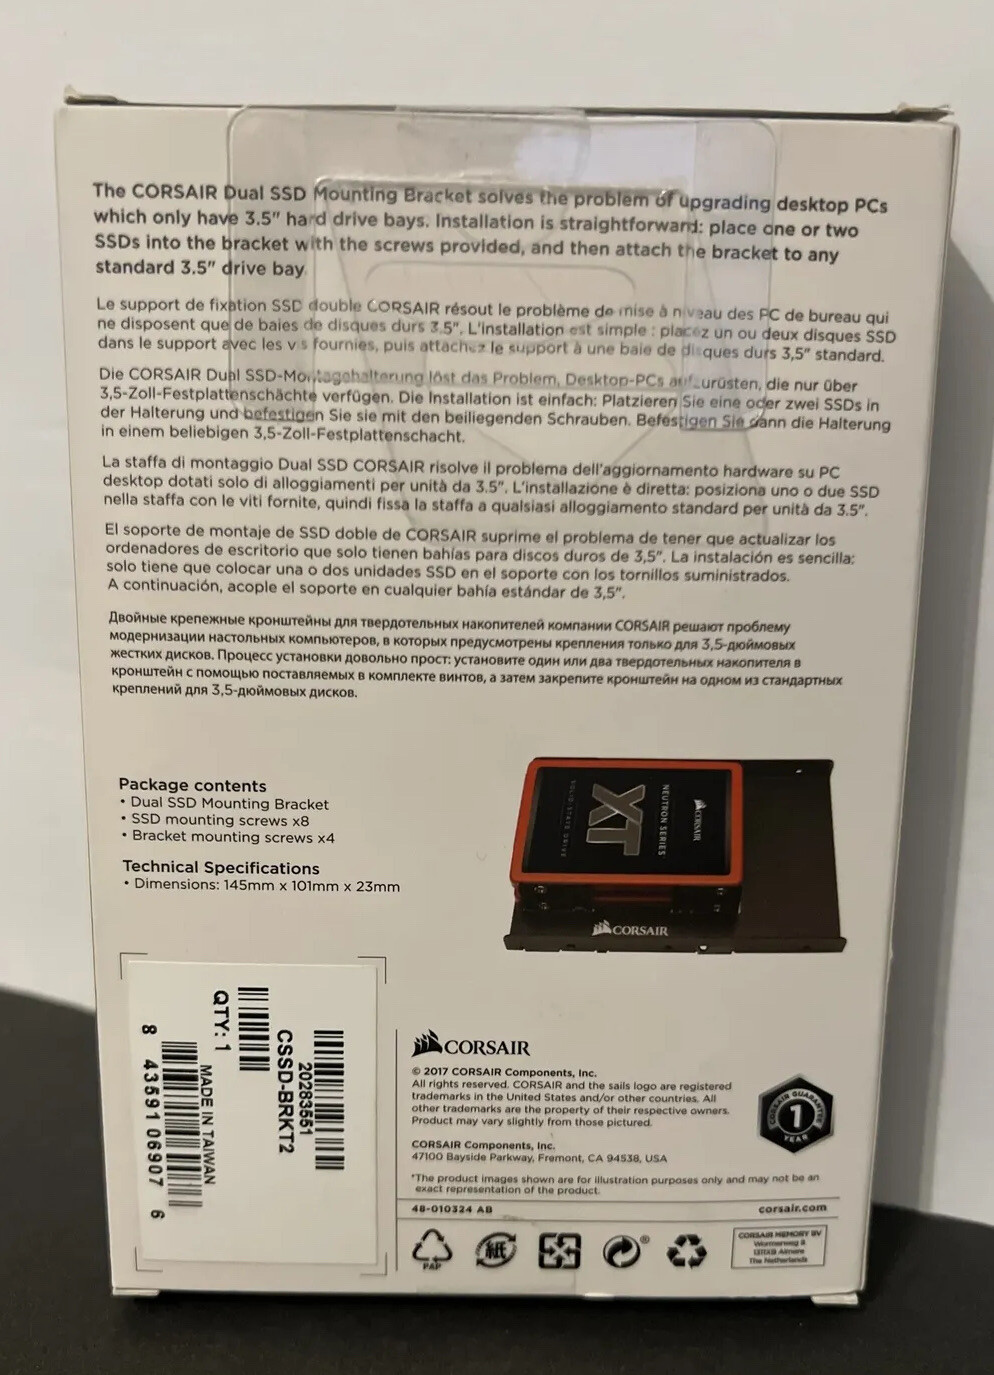 The CORSAIR Dual SSD Mounting Bracket solves the problem of upgrading desktop PCs
which only have 3.5" hard drive bays. Installation is straightforward: place one or two
SSDs into the bracket with the screws provided, and then attach the bracket to any
standard 3.5" drive bay.
Le support de fixation SSD double CORSAIR résout le problème de mise à niveau des PC de bureau qui
ne disposent que de baies de disques durs 3.5". L'installation est simple : placez un ou deux disques SSD
dans le support avec les vis fournies, puis attachez le support à une baie de disques durs 3,5" standard.
Die CORSAIR Dual SSD-Montagehalterung löst das Problem, Desktop-PCs aufzurüsten, die nur über
3,5-Zoll-Festplattenschächte verfügen. Die Installation ist einfach: Platzieren Sie eine oder zwei SSDs in
der Halterung und befestigen Sie sie mit den beiliegenden Schrauben. Befestigen Sie dann die Halterung
in einem beliebigen 3,5-Zoll-Festplattenschacht.
La staffa di montaggio Dual SSD CORSAIR risolve il problema dell'aggiornamento hardware su PC
desktop dotati solo di alloggiamenti per unità da 3.5". L'installazione è diretta: posiziona uno o due SSD
nella staffa con le viti fornite, quindi fissa la staffa a qualsiasi alloggiamento standard per unità da 3.5".
El soporte de montaje de SSD doble de CORSAIR suprime el problema de tener que actualizar los
ordenadores de escritorio que solo tienen bahías para discos duros de 3,5". La instalación es sencilla:
solo tiene que colocar una o dos unidades SSD en el soporte con los tornillos suministrados.
A continuación, acople el soporte en cualquier bahía estándar de 3,5".
Двойные крепежные кронштейны для твердотельных накопителей компании CORSAIR решают проблему
модернизации настольных компьютеров, в которых предусмотрены крепления только для 3,5-дюймовых
жестких дисков. Процесс установки довольно прост: установите один или два твердотельных накопителя в
кронштейн с помощью поставляемых в комплекте винтов, а затем закрепите кронштейн на одном из стандартных
креплений для 3,5-дюймовых дисков.
Package contents
• Dual SSD Mounting Bracket
• SSD mounting screws x8
• Bracket mounting screws x4
Technical Specifications
• Dimensions: 145mm x 101mm x 23mm
CORSAIR
NEUTRON SERIES
XT
SOLID STATE DRIVE
CORSAIR
20283551
CSSD-BRKT2
QTY: 1
MADE IN TAIWAN
8 43591 06907 6
CORSAIR
© 2017 CORSAIR Components, Inc.
All rights reserved. CORSAIR and the sails logo are registered
trademarks in the United States and/or other countries. All
other trademarks are the property of their respective owners.
Product may vary slightly from those pictured.
CORSAIR Components, Inc.
47100 Bayside Parkway, Fremont, CA 94538, USA
*The product images shown are for illustration purposes only and may not be an
exact representation of the product.
CORSAIR GUARANTEE
1
YEAR
48-010324 AB
corsair.com
PAP
紙
®
CORSAIR MEMORY BV
Wormerweg 8
1311XB Almere
The Netherlands